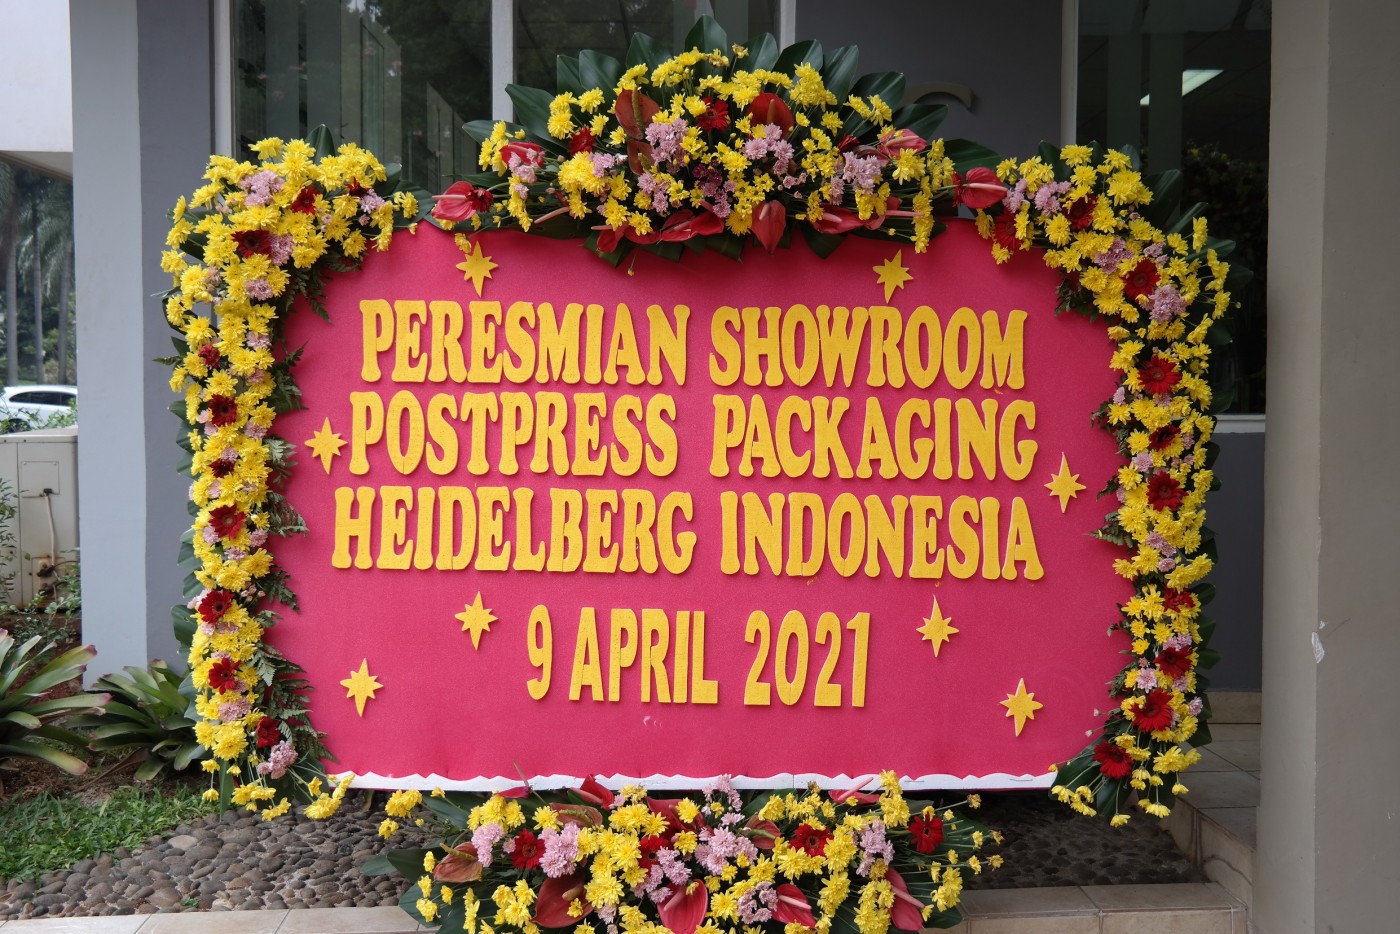 PERESMIAN SHOWROOM
POSTPRESS PACKAGING
HEIDELBERG INDONESIA
9 APRIL 2021